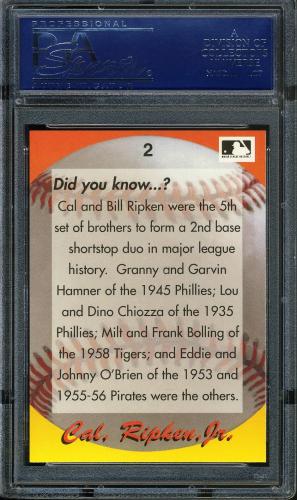 PROFESSIONAL
A
DIVISION OF
COLLECTORS
UNIVERSE
2
Did you know...?
Cal and Bill Ripken were the 5th
set of brothers to form a 2nd base
shortstop duo in major league
history. Granny and Garvin
Hamner of the 1945 Phillies; Lou
and Dino Chiozza of the 1935
Phillies; Milt and Frank Bolling of
the 1958 Tigers; and Eddie and
Johnny O'Brien of the 1953 and
1955-56 Pirates were the others.
Cal. Ripken, Jr.